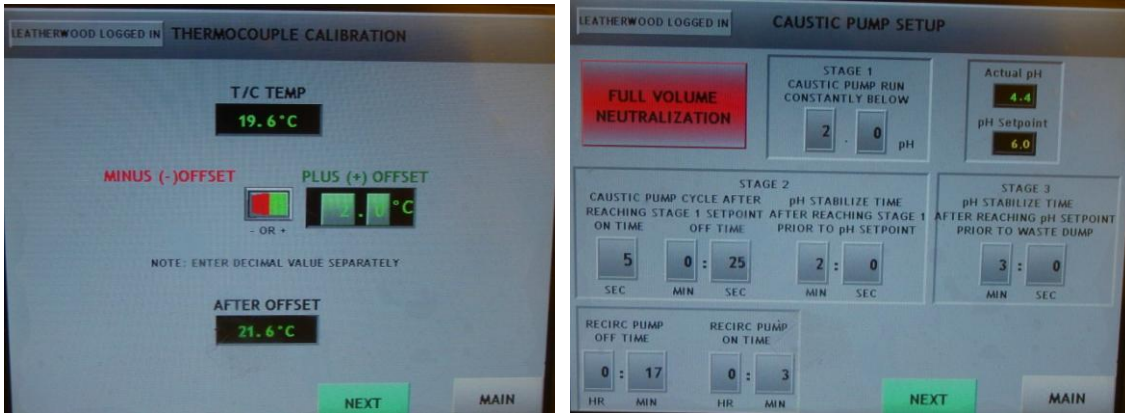 LEATHERWOOD LOGGED IN THERMOCOUPLE CALIBRATION
T/C TEMP
19.6°C
MINUS (-)OFFSET PLUS (+) OFFSET
2.0°C
- OR +
NOTE: ENTER DECIMAL VALUE SEPARATELY
AFTER OFFSET
21.6°C
NEXT MAIN
LEATHERWOOD LOGGED IN CAUSTIC PUMP SETUP
FULL VOLUME
NEUTRALIZATION
STAGE 1
CAUSTIC PUMP RUN
CONSTANTLY BELOW
2 . 0 pH
Actual pH
4.4
pH Setpoint
6.0
STAGE 2
CAUSTIC PUMP CYCLE AFTER
REACHING STAGE 1 SETPOINT
ON TIME OFF TIME
5 0 : 25
SEC MIN SEC
pH STABILIZE TIME
AFTER REACHING STAGE 1
PRIOR TO pH SETPOINT
2 : 0
MIN SEC
STAGE 3
pH STABILIZE TIME
AFTER REACHING pH SETPOINT
PRIOR TO WASTE DUMP
3 : 0
MIN SEC
RECIRC PUMP
OFF TIME
0 : 17
HR MIN
RECIRC PUMP
ON TIME
0 : 3
HR MIN
NEXT MAIN